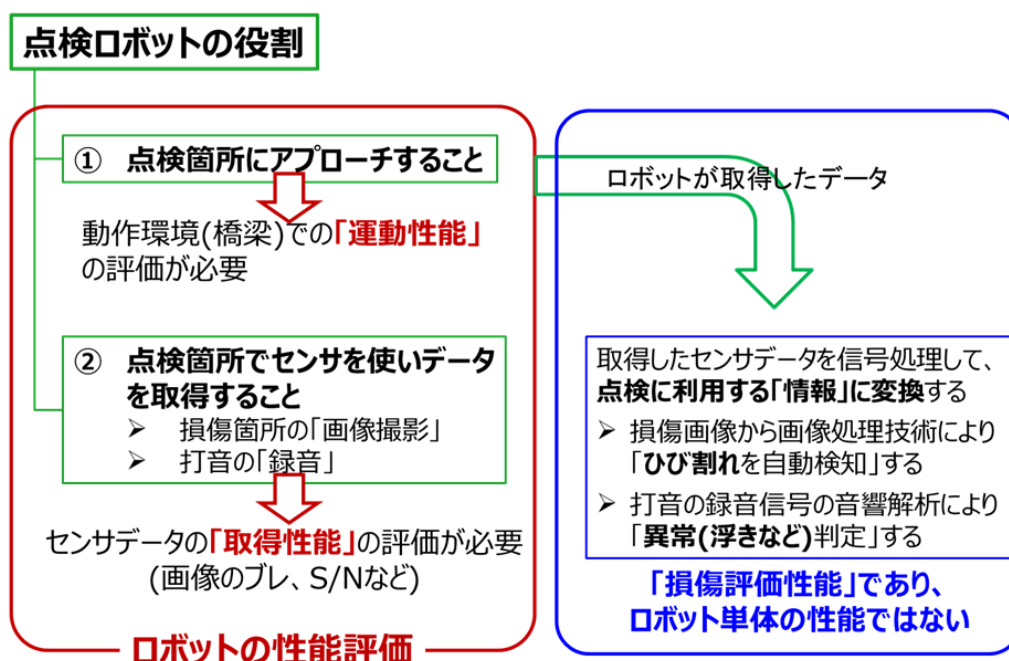 点検ロボットの役割
① 点検箇所にアプローチすること
動作環境(橋梁)での「運動性能」
の評価が必要
② 点検箇所でセンサを使いデータ
を取得すること
➢ 損傷箇所の「画像撮影」
➢ 打音の「録音」
センサデータの「取得性能」の評価が必要
(画像のブレ、S/Nなど)
ロボットの性能評価
ロボットが取得したデータ
取得したセンサデータを信号処理して、
点検に利用する「情報」に変換する
➢ 損傷画像から画像処理技術により
「ひび割れを自動検知」する
➢ 打音の録音信号の音響解析により
「異常(浮きなど)判定」する
「損傷評価性能」であり、
ロボット単体の性能ではない